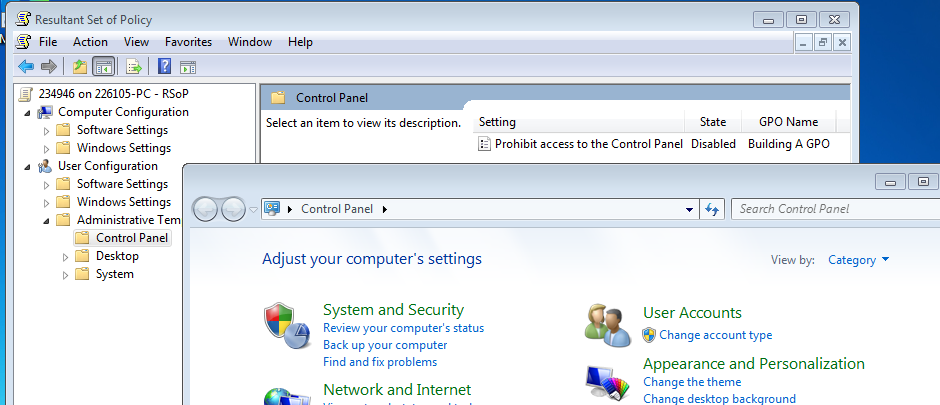 Resultant Set of Policy
File Action View Favorites Window Help
234946 on 226105-PC - RSoP
Computer Configuration
Software Settings
Windows Settings
User Configuration
Software Settings
Windows Settings
Administrative Tem
Control Panel
Desktop
System
Control Panel
Select an item to view its description.
Setting State GPO Name
Prohibit access to the Control Panel Disabled Building A GPO
Control Panel
Search Control Panel
Adjust your computer's settings
View by: Category
System and Security
Review your computer's status
Back up your computer
Find and fix problems
Network and Internet
User Accounts
Change account type
Appearance and Personalization
Change the theme
Change desktop background